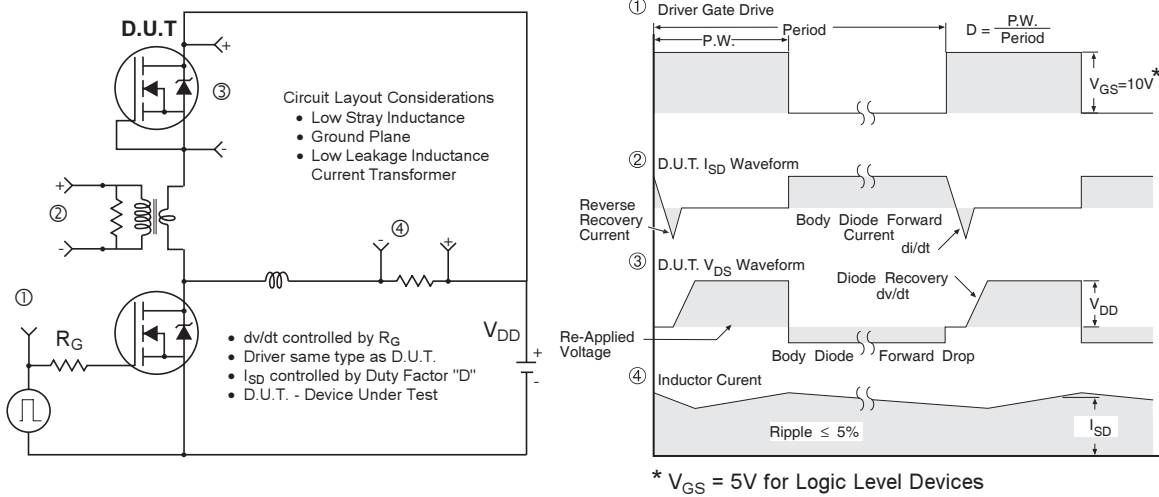 D.U.T
+
③
-
Circuit Layout Considerations
• Low Stray Inductance
• Ground Plane
• Low Leakage Inductance
Current Transformer
+
②
-
④
-
+
①
R_G
• dv/dt controlled by R_G
• Driver same type as D.U.T.
• I_SD controlled by Duty Factor "D"
• D.U.T. - Device Under Test
V_DD
+
-
① Driver Gate Drive
Period
P.W.
D = P.W.
Period
V_GS=10V*
② D.U.T. I_SD Waveform
Reverse
Recovery
Current
Body Diode Forward
Current
di/dt
③ D.U.T. V_DS Waveform
Diode Recovery
dv/dt
V_DD
Re-Applied
Voltage
Body Diode Forward Drop
④ Inductor Curent
I_SD
Ripple ≤ 5%
* V_GS = 5V for Logic Level Devices